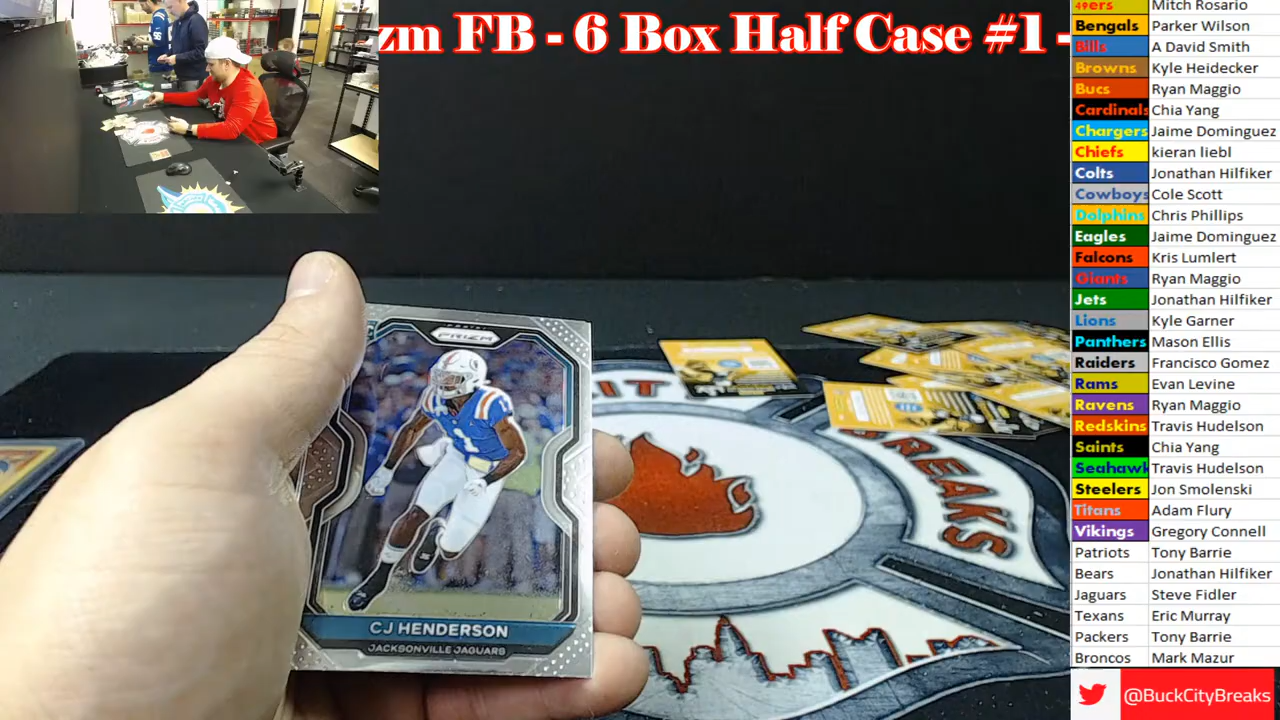 zm FB - 6 Box Half Case #1 -
49ers Mitch Rosario
Bengals Parker Wilson
Bills A David Smith
Browns Kyle Heidecker
Bucs Ryan Maggio
Cardinals Chia Yang
Chargers Jaime Dominguez
Chiefs kieran liebl
Colts Jonathan Hilfiker
Cowboys Cole Scott
Dolphins Chris Phillips
Eagles Jaime Dominguez
Falcons Kris Lumlert
Giants Ryan Maggio
Jets Jonathan Hilfiker
Lions Kyle Garner
Panthers Mason Ellis
Raiders Francisco Gomez
Rams Evan Levine
Ravens Ryan Maggio
Redskins Travis Hudelson
Saints Chia Yang
Seahawk Travis Hudelson
Steelers Jon Smolenski
Titans Adam Flury
Vikings Gregory Connell
Patriots Tony Barrie
Bears Jonathan Hilfiker
Jaguars Steve Fidler
Texans Eric Murray
Packers Tony Barrie
Broncos Mark Mazur
@BuckCityBreaks
PANINI
PRIZM
1
CJ HENDERSON
JACKSONVILLE JAGUARS
IT
BREAKS